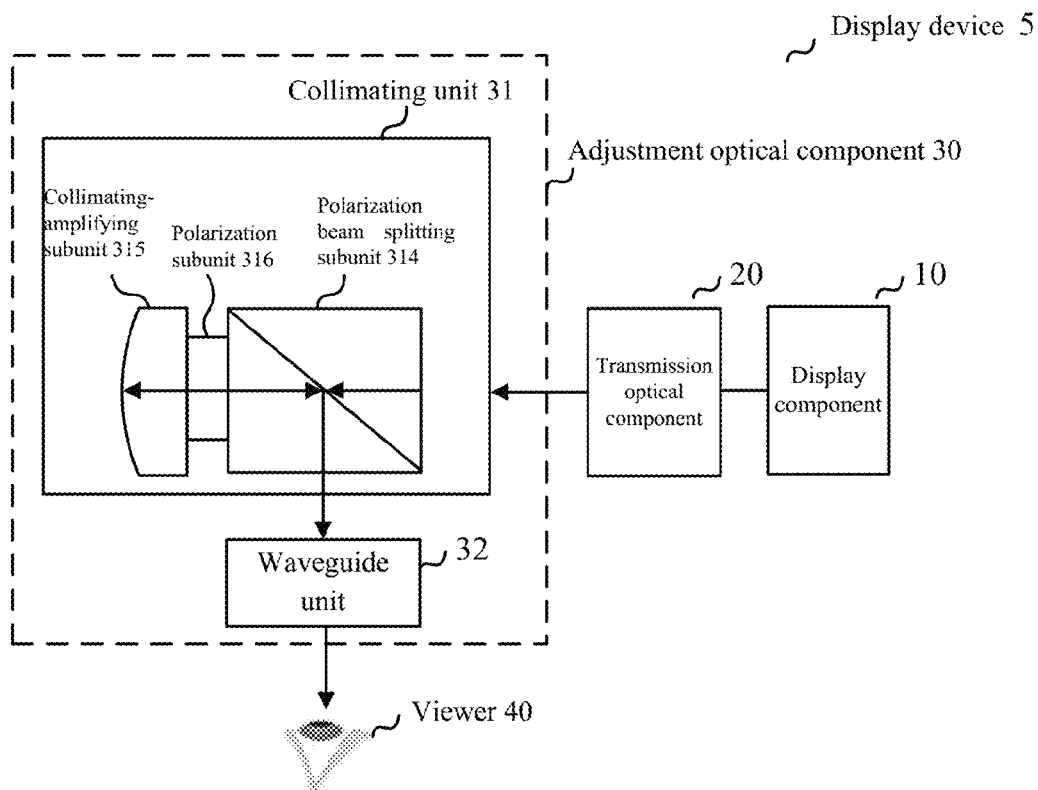 Display device 5
Collimating unit 31
Adjustment optical component 30
Collimating-
amplifying
subunit 315
Polarization
subunit 316
Polarization
beam splitting
subunit 314
20
10
Transmission
optical
component
Display
component
Waveguide
unit
32
Viewer 40